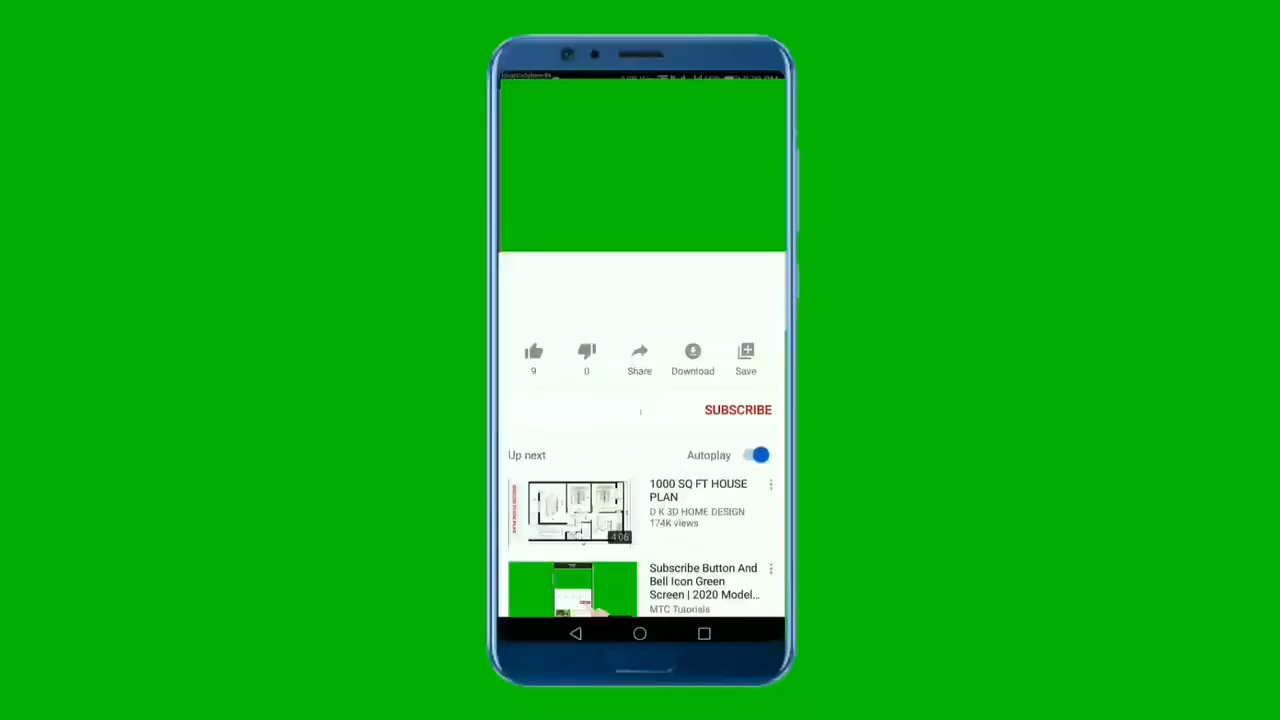 9
0
Share
Download
Save
SUBSCRIBE
Up next
Autoplay
1000 SQ FT HOUSE
PLAN
D K 3D HOME DESIGN
174K views
4:06
Subscribe Button And
Bell Icon Green
Screen | 2020 Model...
MTC Tutorials